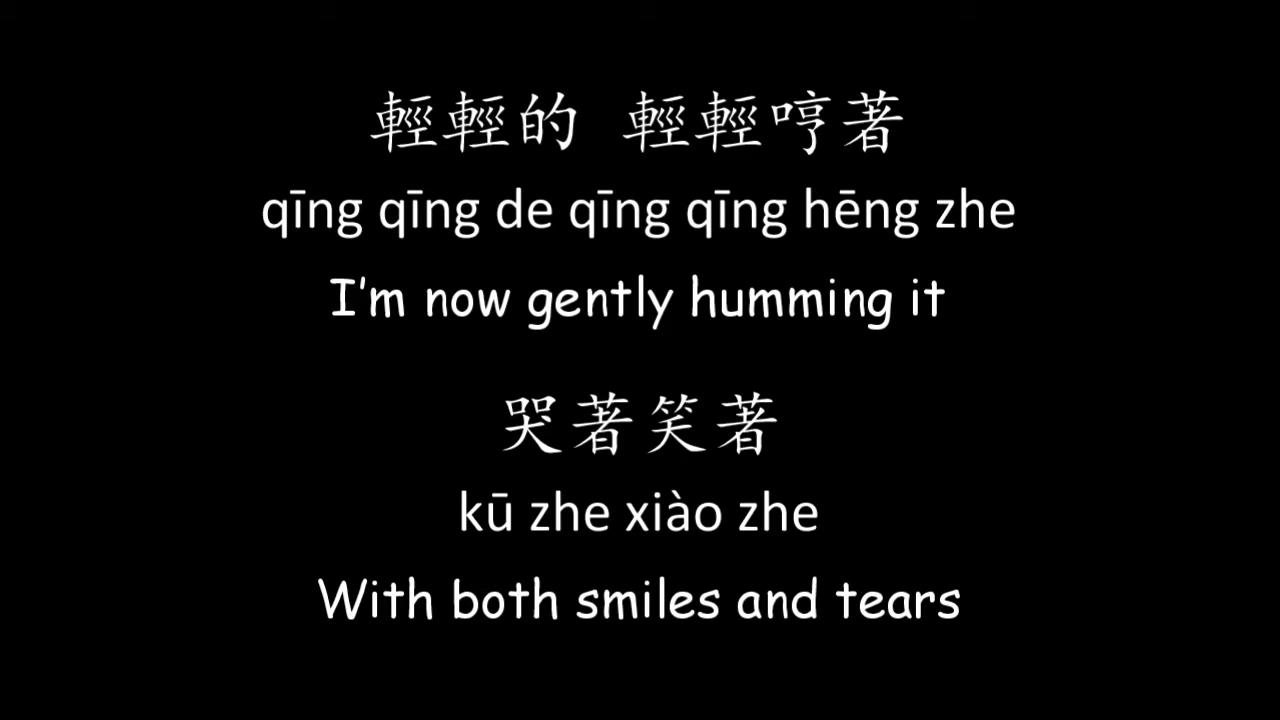 輕輕的 輕輕哼著
qīng qīng de qīng qīng hēng zhe
I'm now gently humming it
哭著笑著
kū zhe xiào zhe
With both smiles and tears